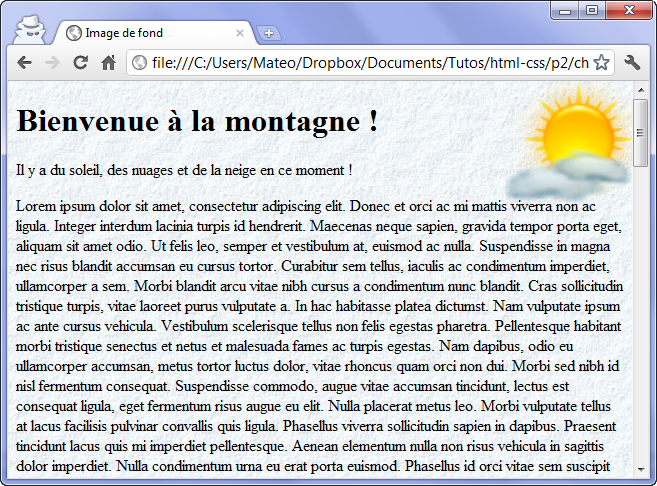 Image de fond
file:///C:/Users/Mateo/Dropbox/Documents/Tutos/html-css/p2/ch
Bienvenue à la montagne !
Il y a du soleil, des nuages et de la neige en ce moment !
Lorem ipsum dolor sit amet, consectetur adipiscing elit. Donec et orci ac mi mattis viverra non ac
ligula. Integer interdum lacinia turpis id hendrerit. Maecenas neque sapien, gravida tempor porta eget,
aliquam sit amet odio. Ut felis leo, semper et vestibulum at, euismod ac nulla. Suspendisse in magna
nec risus blandit accumsan eu cursus tortor. Curabitur sem tellus, iaculis ac condimentum imperdiet,
ullamcorper a sem. Morbi blandit arcu vitae nibh cursus a condimentum nunc blandit. Cras sollicitudin
tristique turpis, vitae laoreet purus vulputate a. In hac habitasse platea dictumst. Nam vulputate ipsum
ac ante cursus vehicula. Vestibulum scelerisque tellus non felis egestas pharetra. Pellentesque habitant
morbi tristique senectus et netus et malesuada fames ac turpis egestas. Nam dapibus, odio eu
ullamcorper accumsan, metus tortor luctus dolor, vitae rhoncus quam orci non dui. Morbi sed nibh id
nisl fermentum consequat. Suspendisse commodo, augue vitae accumsan tincidunt, lectus est
consequat ligula, eget fermentum risus augue eu elit. Nulla placerat metus leo. Morbi vulputate tellus
at lacus facilisis pulvinar convallis quis ligula. Phasellus viverra sollicitudin sapien in dapibus. Praesent
tincidunt lacus quis mi imperdiet pellentesque. Aenean elementum nulla non risus vehicula in sagittis
dolor imperdiet. Nulla condimentum urna eu erat porta euismod. Phasellus id orci vitae sem suscipit